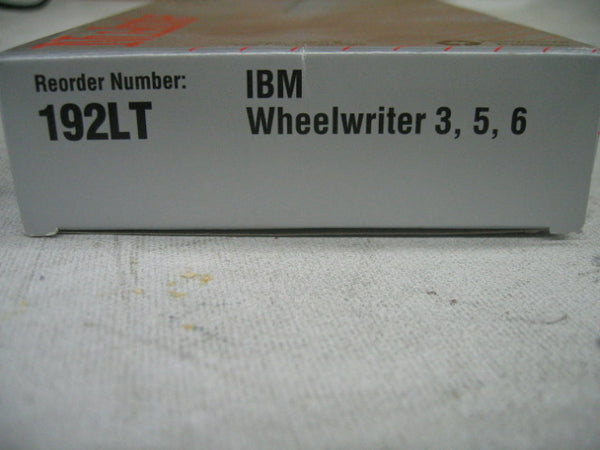 Reorder Number:
192LT
IBM
Wheelwriter 3, 5, 6